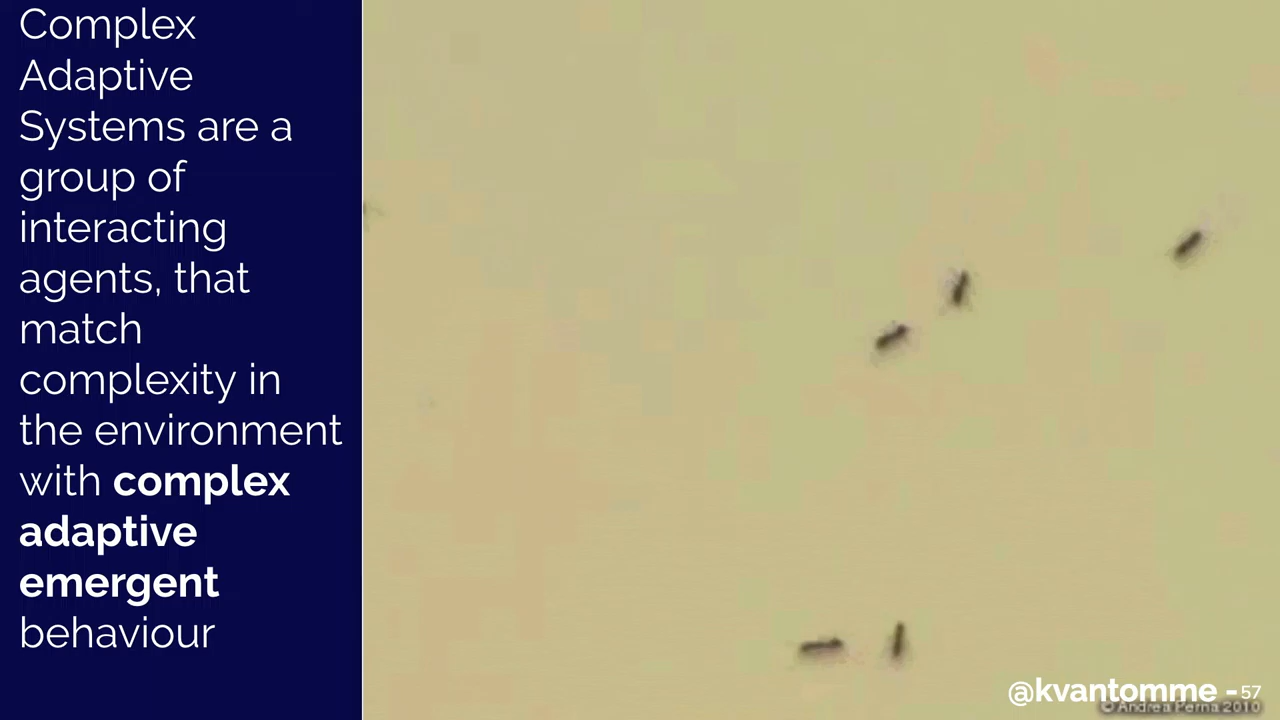 Complex
Adaptive
Systems are a
group of
interacting
agents, that
match
complexity in
the environment
with complex
adaptive
emergent
behaviour
@kvantomme -57
© Andrea Perna 2010